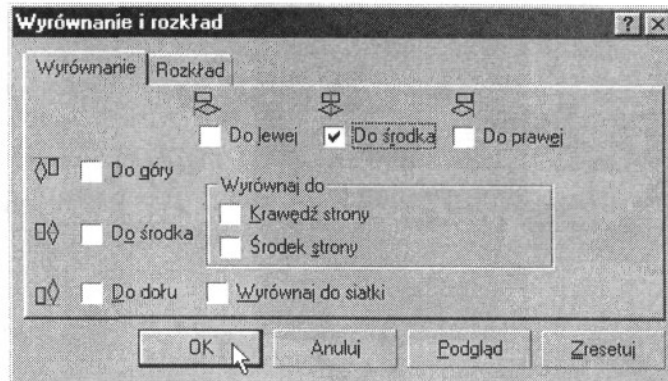 Wyrównanie i rozkład
Wyrównanie Rozkład
Do lewej Do środka Do prawej
Do góry
Wyrównaj do
Krawędź strony
Do środka
Środek strony
Do dołu Wyrównaj do siatki
OK Anuluj Podgląd Zresetuj